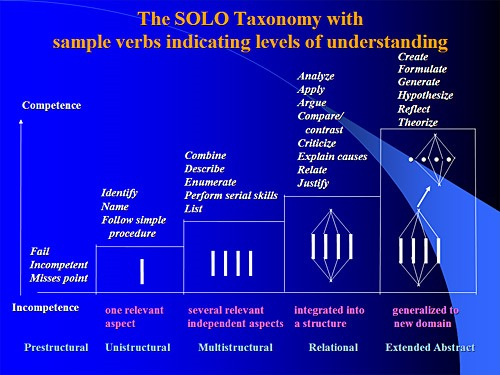 The SOLO Taxonomy with
sample verbs indicating levels of understanding
Competence
Fail
Incompetent
Misses point
Identify
Name
Follow simple
procedure
Combine
Describe
Enumerate
Perform serial skills
List
Analyze
Apply
Argue
Compare/
contrast
Criticize
Explain causes
Relate
Justify
Create
Formulate
Generate
Hypothesize
Reflect
Theorize
Incompetence
one relevant
aspect
several relevant
independent aspects
integrated into
a structure
generalized to
new domain
Prestructural
Unistructural
Multistructural
Relational
Extended Abstract